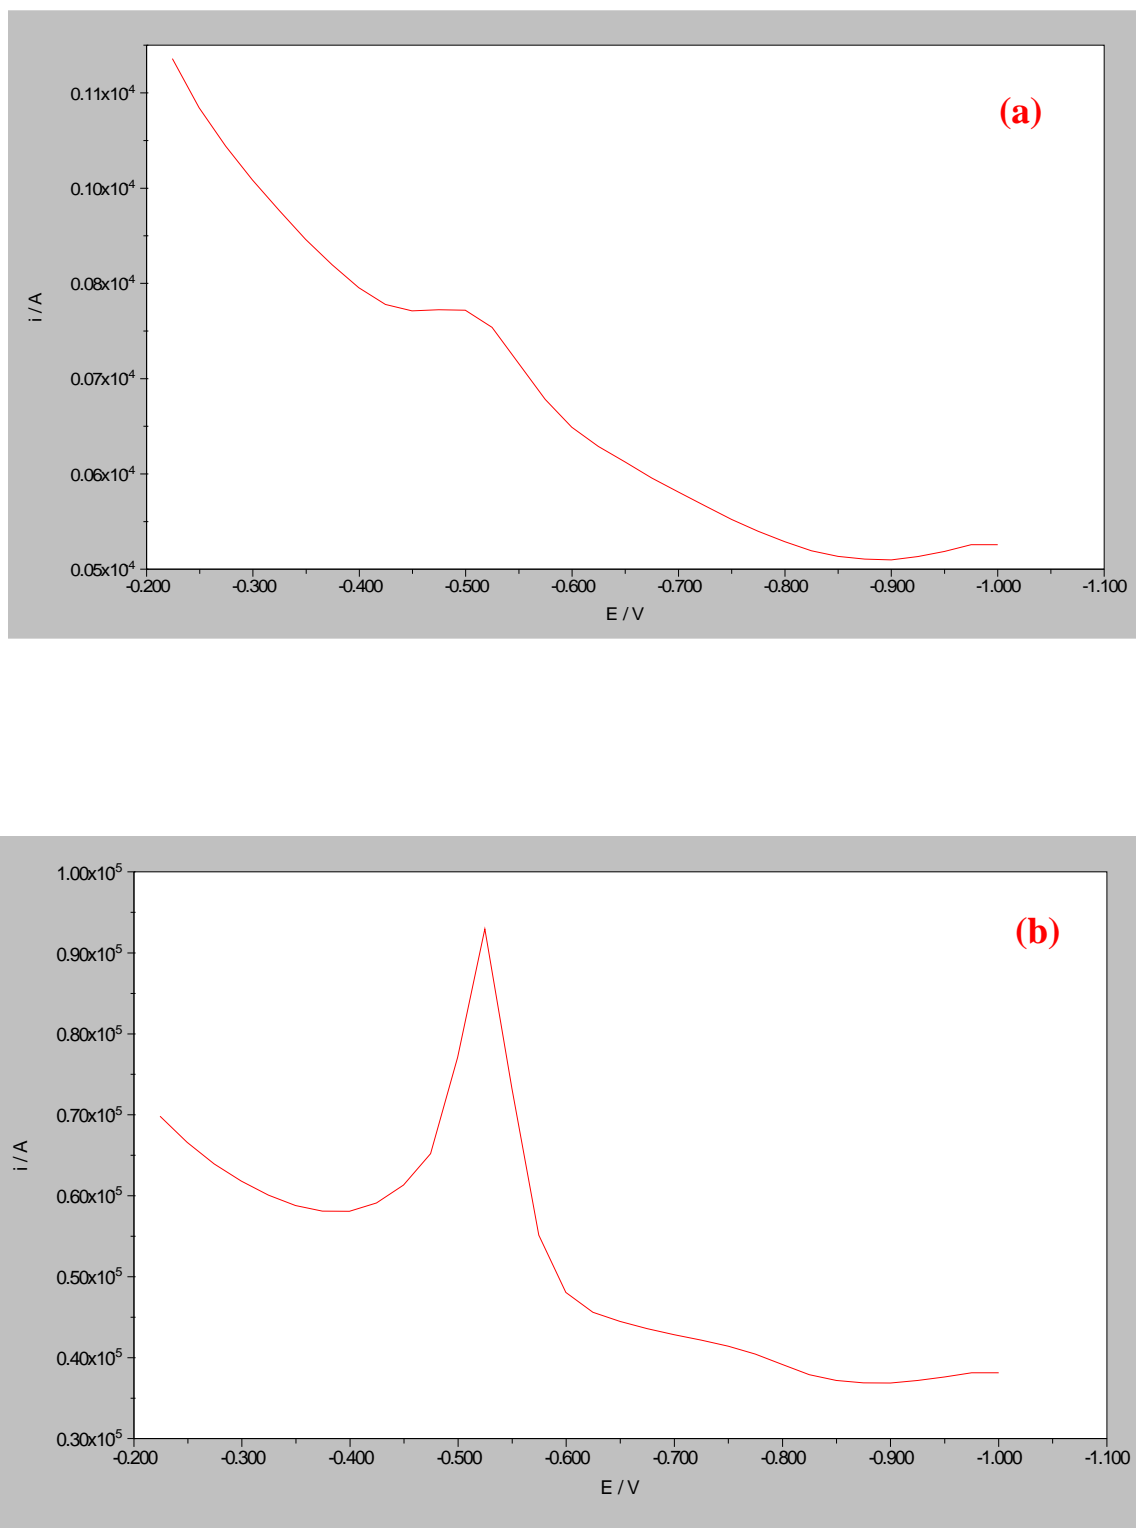 (a)
0.11x10⁴
0.10x10⁴
0.08x10⁴
0.07x10⁴
0.06x10⁴
0.05x10⁴
i / A
-0.200 -0.300 -0.400 -0.500 -0.600 -0.700 -0.800 -0.900 -1.000 -1.100
E / V
(b)
1.00x10⁵
0.90x10⁵
0.80x10⁵
0.70x10⁵
0.60x10⁵
0.50x10⁵
0.40x10⁵
0.30x10⁵
i / A
-0.200 -0.300 -0.400 -0.500 -0.600 -0.700 -0.800 -0.900 -1.000 -1.100
E / V